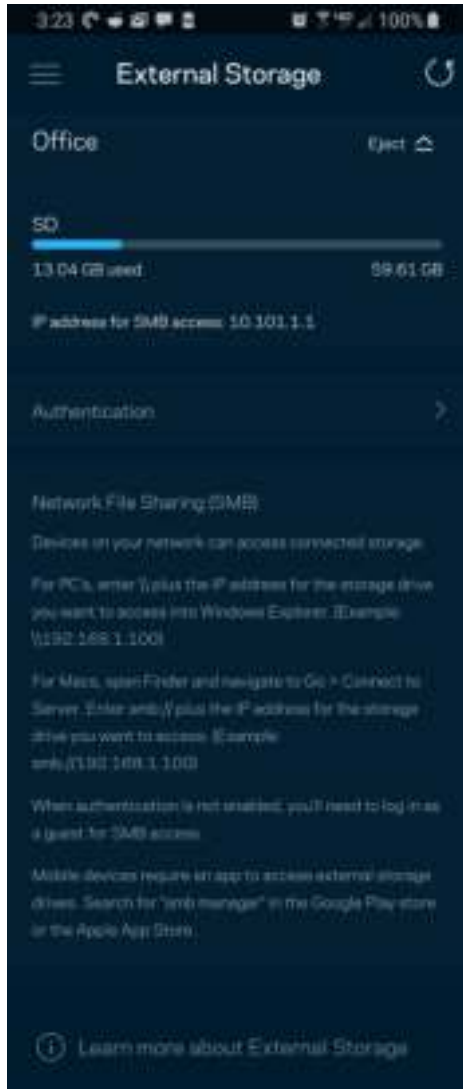 3:23 100%
External Storage
Office Eject
SD
13.04 GB used 59.61 GB
IP address for SMB access: 10.101.1.1
Authentication
Network File Sharing (SMB)
Devices on your network can access connected storage.
For PC's, enter \\ plus the IP address for the storage drive
you want to access into Windows Explorer. (Example:
\\192.168.1.100)
For Macs, open Finder and navigate to Go > Connect to
Server. Enter smb:// plus the IP address for the storage
drive you want to access. (Example:
smb://192.168.1.100)
When authentication is not enabled, you'll need to log in as
a guest for SMB access.
Mobile devices require an app to access external storage
drives. Search for "smb manager" in the Google Play store
or the Apple App Store.
Learn more about External Storage